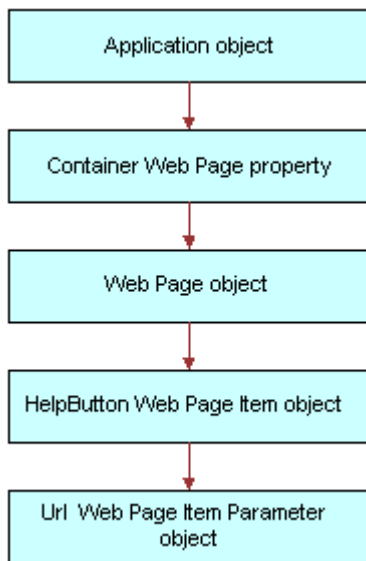 Application object
Container Web Page property
Web Page object
HelpButton Web Page Item object
Url Web Page Item Parameter
object